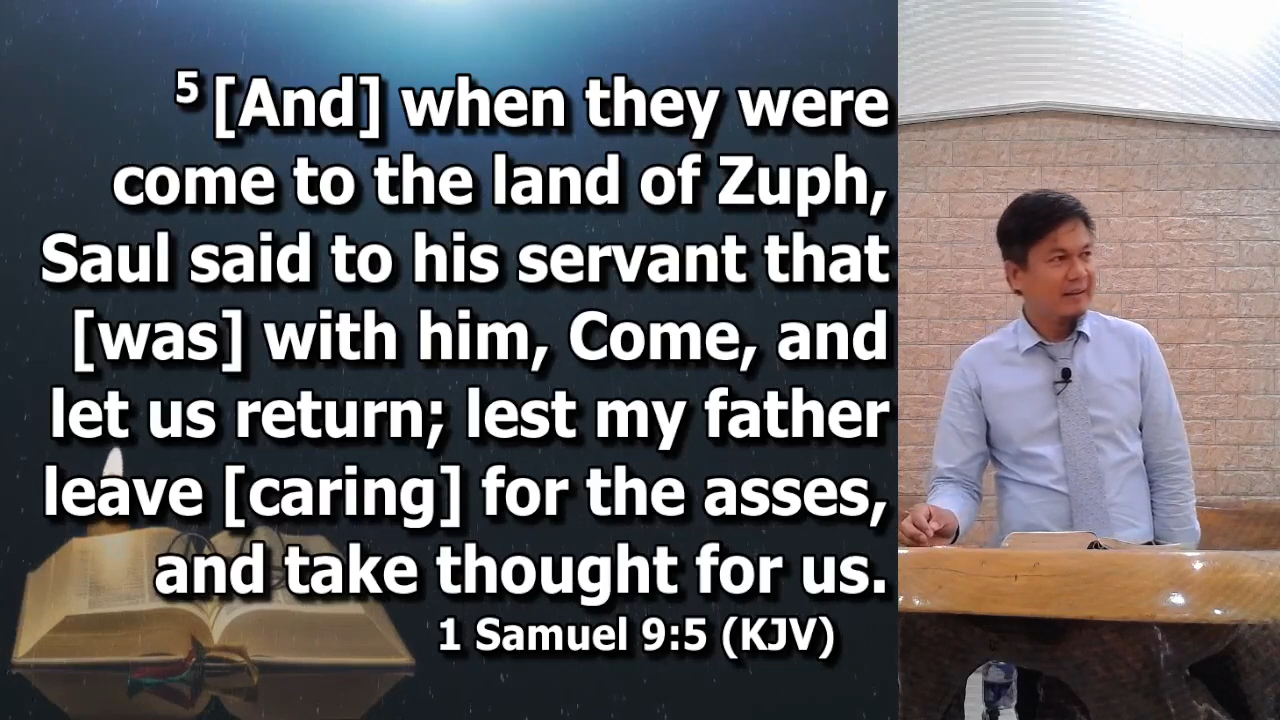 5 [And] when they were
come to the land of Zuph,
Saul said to his servant that
[was] with him, Come, and
let us return; lest my father
leave [caring] for the asses,
and take thought for us.
1 Samuel 9:5 (KJV)